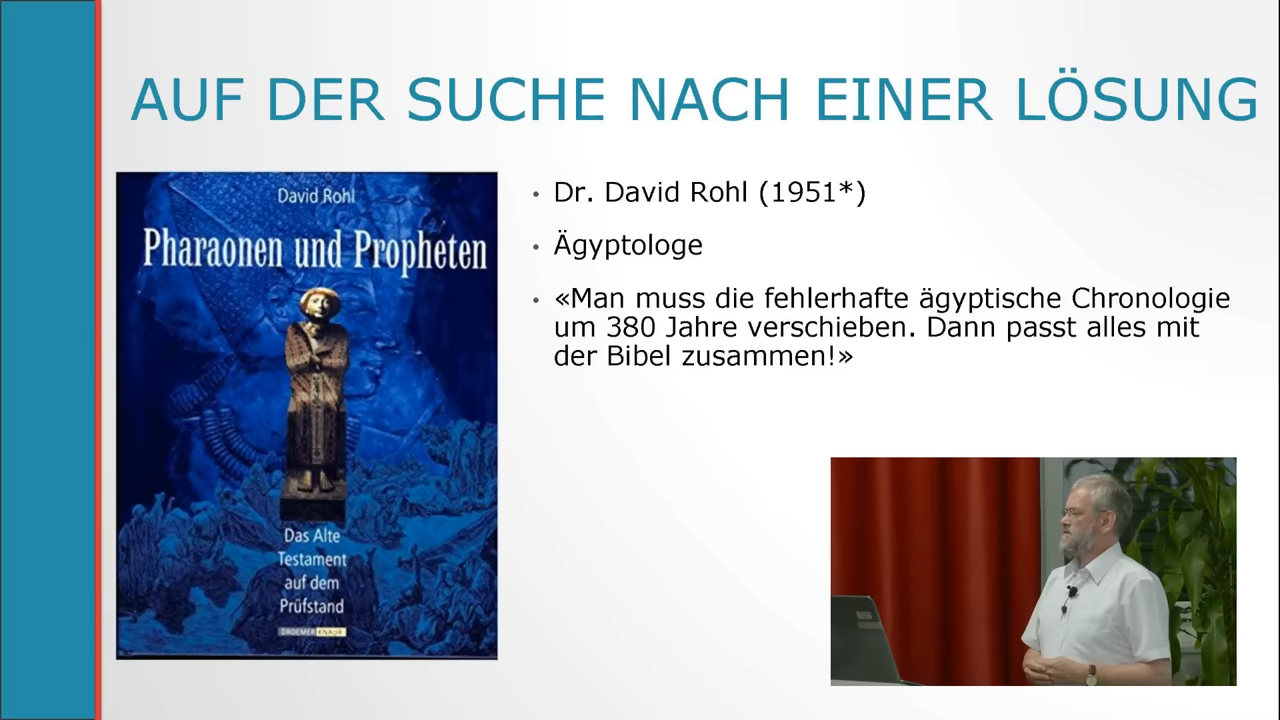 AUF DER SUCHE NACH EINER LÖSUNG
David Rohl
Pharaonen und Propheten
Das Alte
Testament
auf dem
Prüfstand
DROEMER KNAUR
• Dr. David Rohl (1951*)
• Ägyptologe
• «Man muss die fehlerhafte ägyptische Chronologie
um 380 Jahre verschieben. Dann passt alles mit
der Bibel zusammen!»